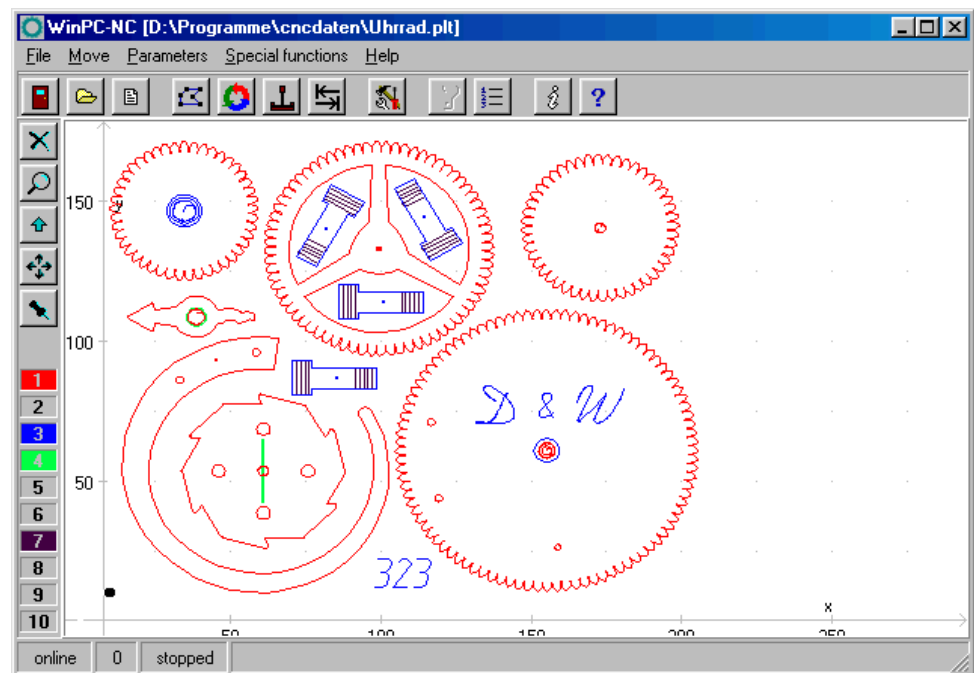 WinPC-NC [D:\Programme\cncdaten\Uhrrad.plt]
File Move Parameters Special functions Help
150
y
100
50
D & W
323
x
50 100 150 200 250
1
2
3
4
5
6
7
8
9
10
online 0 stopped